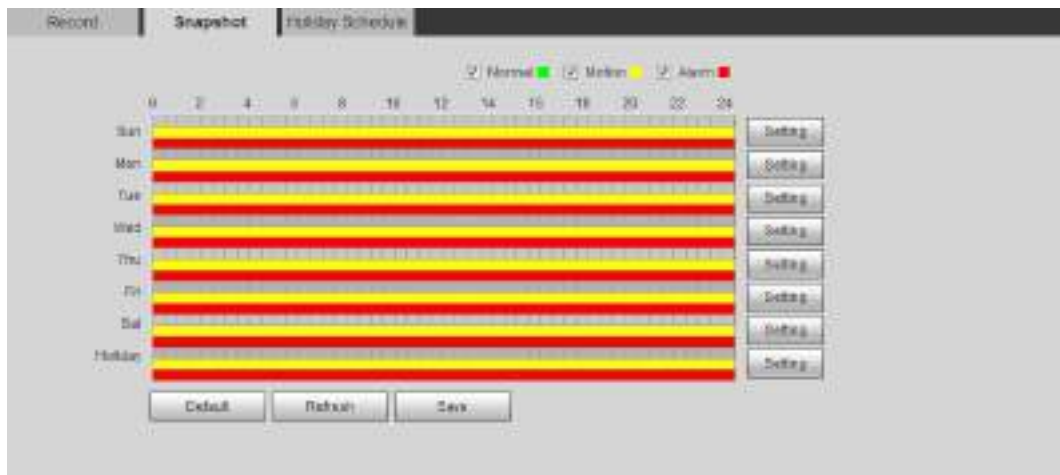 Record Snapshot Holiday Schedule
Normal Motion Alarm
0 2 4 6 8 10 12 14 16 18 20 22 24
Sun Setting
Mon Setting
Tue Setting
Wed Setting
Thu Setting
Fri Setting
Sat Setting
Holiday Setting
Default Refresh Save